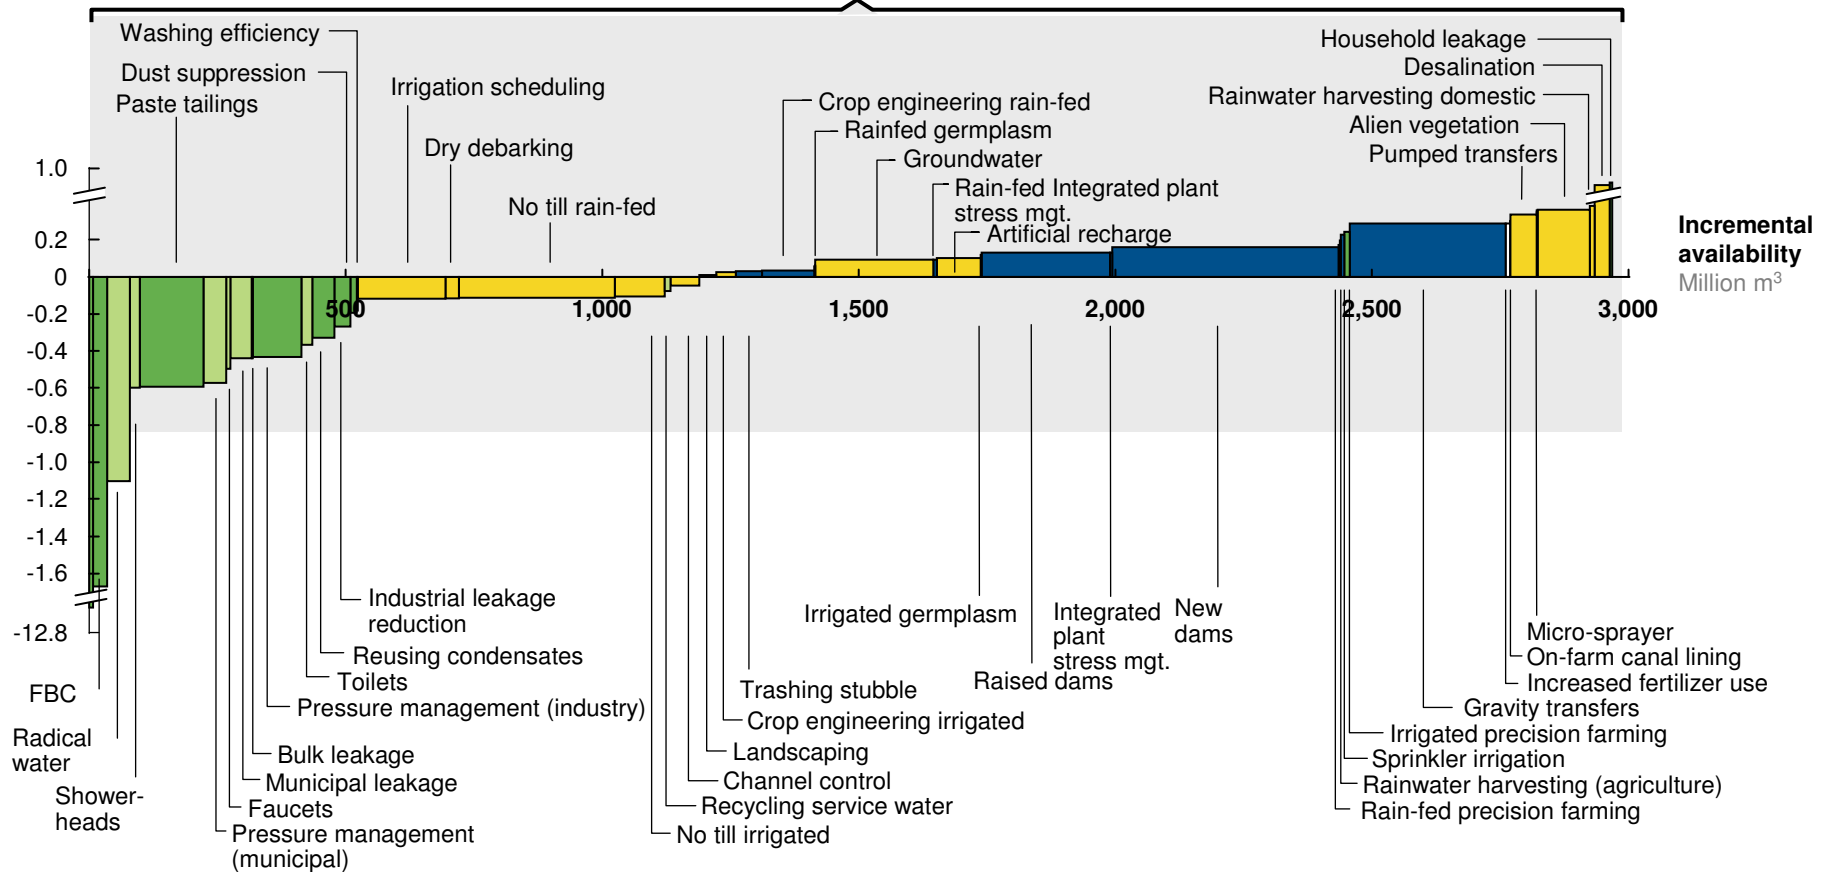 Washing efficiency
Dust suppression
Paste tailings
Irrigation scheduling
Dry debarking
No till rain-fed
Crop engineering rain-fed
Rainfed germplasm
Groundwater
Rain-fed Integrated plant
stress mgt.
Artificial recharge
Household leakage
Desalination
Rainwater harvesting domestic
Alien vegetation
Pumped transfers
Incremental
availability
Million m³
1.0
0.2
0
-0.2
-0.4
-0.6
-0.8
-1.0
-1.2
-1.4
-1.6
-12.8
500
1,000
1,500
2,000
2,500
3,000
FBC
Radical
water
Shower-
heads
Industrial leakage
reduction
Reusing condensates
Toilets
Pressure management (industry)
Bulk leakage
Municipal leakage
Faucets
Pressure management
(municipal)
Trashing stubble
Crop engineering irrigated
Landscaping
Channel control
Recycling service water
No till irrigated
Irrigated germplasm
Raised dams
Integrated
plant
stress mgt.
New
dams
Micro-sprayer
On-farm canal lining
Increased fertilizer use
Gravity transfers
Irrigated precision farming
Sprinkler irrigation
Rainwater harvesting (agriculture)
Rain-fed precision farming